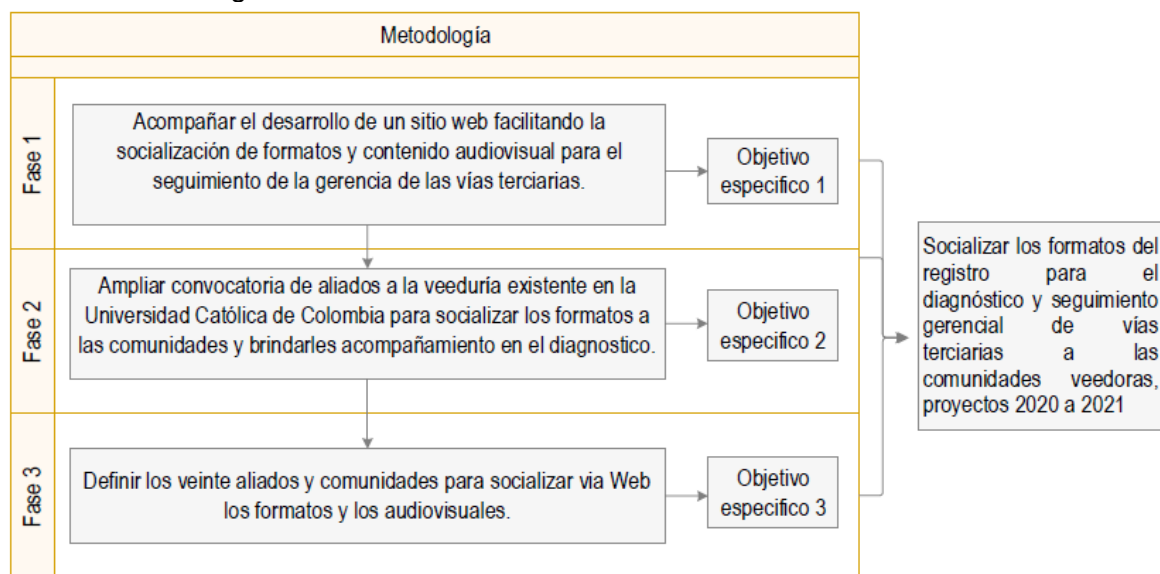 Metodología
Fase 1
Acompañar el desarrollo de un sitio web facilitando la
socialización de formatos y contenido audiovisual para el
seguimiento de la gerencia de las vías terciarias.
Objetivo
especifico 1
Fase 2
Ampliar convocatoria de aliados a la veeduría existente en la
Universidad Católica de Colombia para socializar los formatos a
las comunidades y brindarles acompañamiento en el diagnostico.
Objetivo
especifico 2
Fase 3
Definir los veinte aliados y comunidades para socializar via Web
los formatos y los audiovisuales.
Objetivo
especifico 3
Socializar los formatos del
registro para el
diagnóstico y seguimiento
gerencial de vías
terciarias a las
comunidades veedoras,
proyectos 2020 a 2021